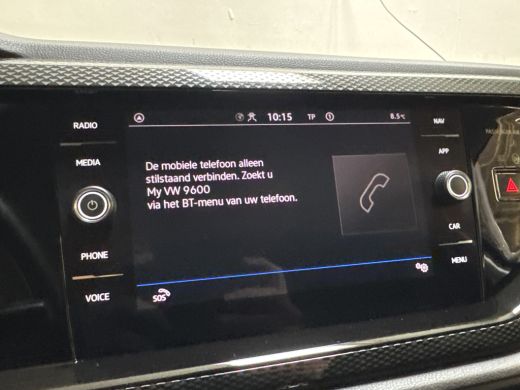 RADIO
10:15
TP
8.5°C
NAV
MEDIA
APP
De mobiele telefoon alleen
stilstaand verbinden. Zoekt u
My VW 9600
via het BT-menu van uw telefoon.
PHONE
CAR
VOICE
SOS
MENU